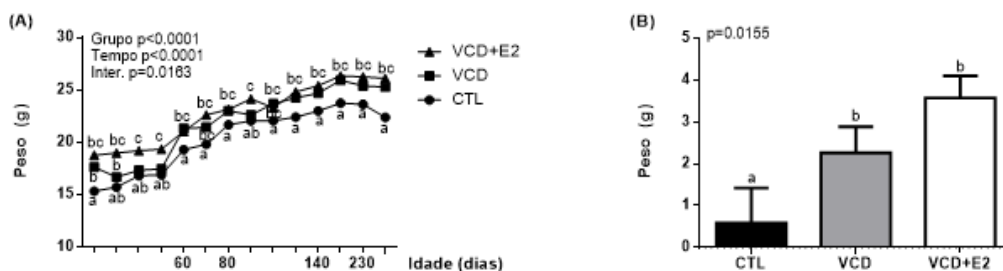 (A)
Peso (g)
30
25
20
15
10
Grupo p<0.0001
Tempo p<0.0001
Inter. p=0.0163
bc bc c c bc bc bc c bc bc bc bc bc bc
b b bc
a ab ab ab a a a ab a a a a a a
60 80 140 230 Idade (dias)
VCD+E2
VCD
CTL
(B)
p=0.0155
Peso (g)
6
5
4
3
2
1
0
a b b
CTL VCD VCD+E2